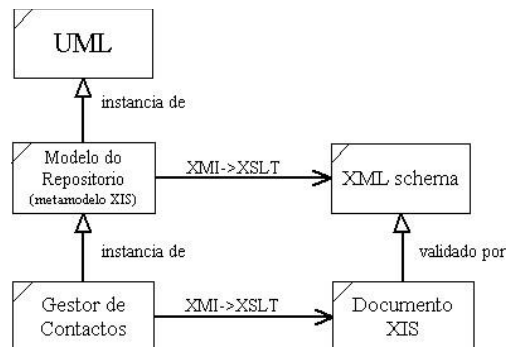 UML
instancia de
Modelo do
Repositorio
(metamodelo XIS)
XMI->XSLT
XML schema
instancia de
validado por
Gestor de
Contactos
XMI->XSLT
Documento
XIS